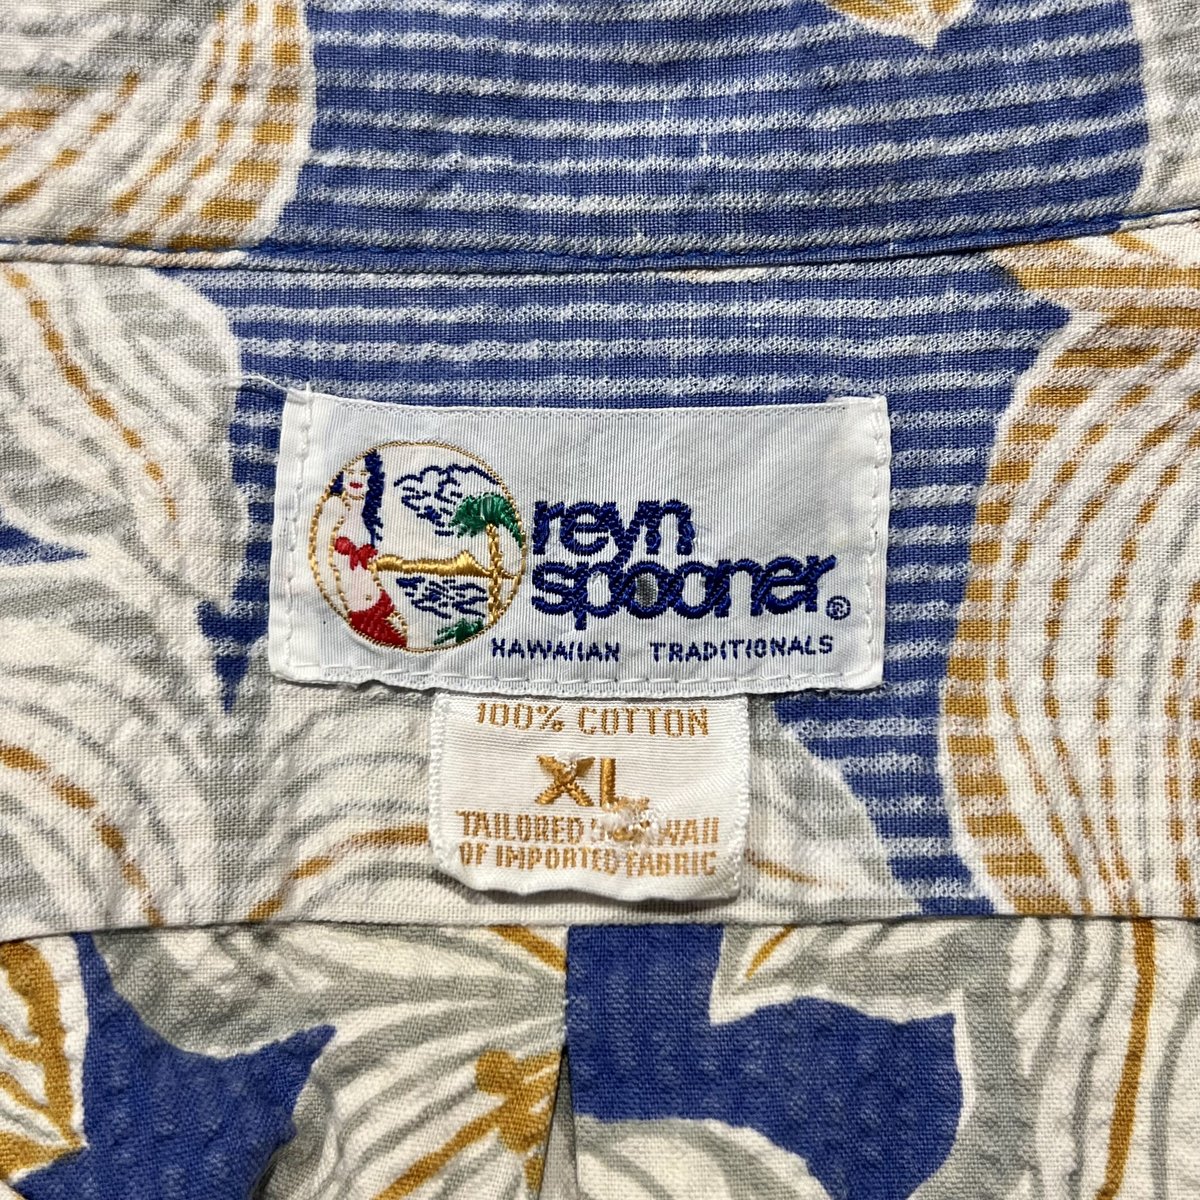 reyn
spooner®
HAWAIIAN TRADITIONALS
100% COTTON
XL
TAILORED
OF IMPORTED FABRIC